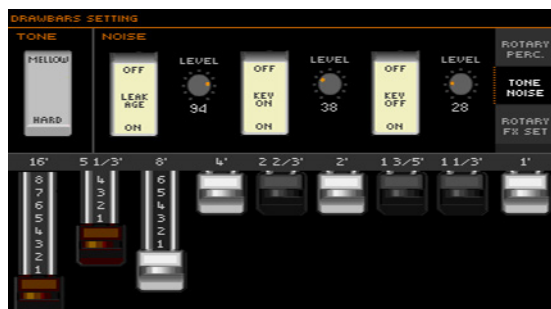 DRAWBARS SETTING
TONE
NOISE
MELLOW
HARD
OFF
LEAK
AGE
ON
LEVEL
94
OFF
KEY
ON
ON
LEVEL
38
OFF
KEY
OFF
ON
LEVEL
28
ROTARY
PERC.
TONE
NOISE
ROTARY
FX SET
16' 5 1/3' 8' 4' 2 2/3' 2' 1 3/5' 1 1/3' 1'
8 4 6
7 3 5
6 2 4
5 1 3
4 2
3 1
2
1